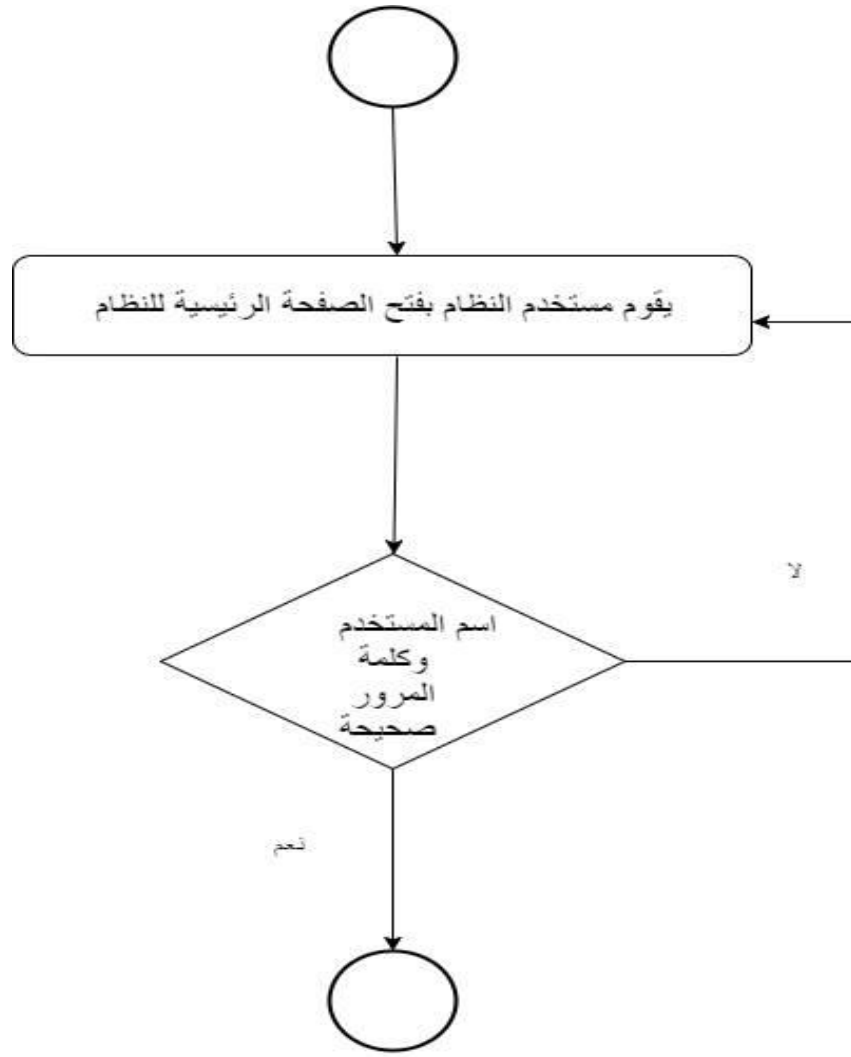 يقوم مستخدم النظام بفتح الصفحة الرئيسية للنظام
لا
اسم المستخدم
وكلمة
المرور
صحيحة
نعم